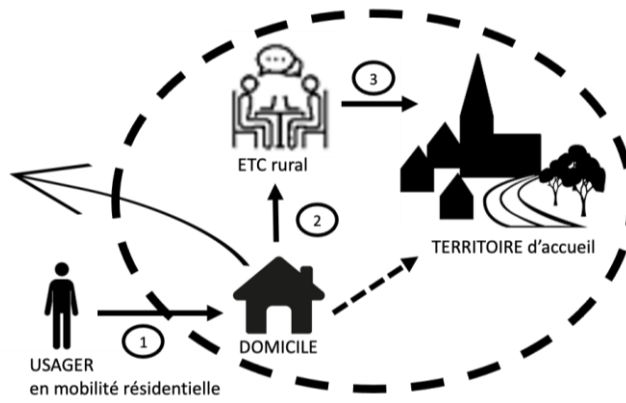 3
ETC rural
2
TERRITOIRE d'accueil
1
DOMICILE
USAGER
en mobilité résidentielle